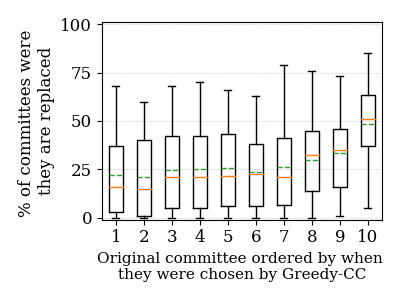 % of committees were
they are replaced
100
75
50
25
0
1 2 3 4 5 6 7 8 9 10
Original committee ordered by when
they were chosen by Greedy-CC